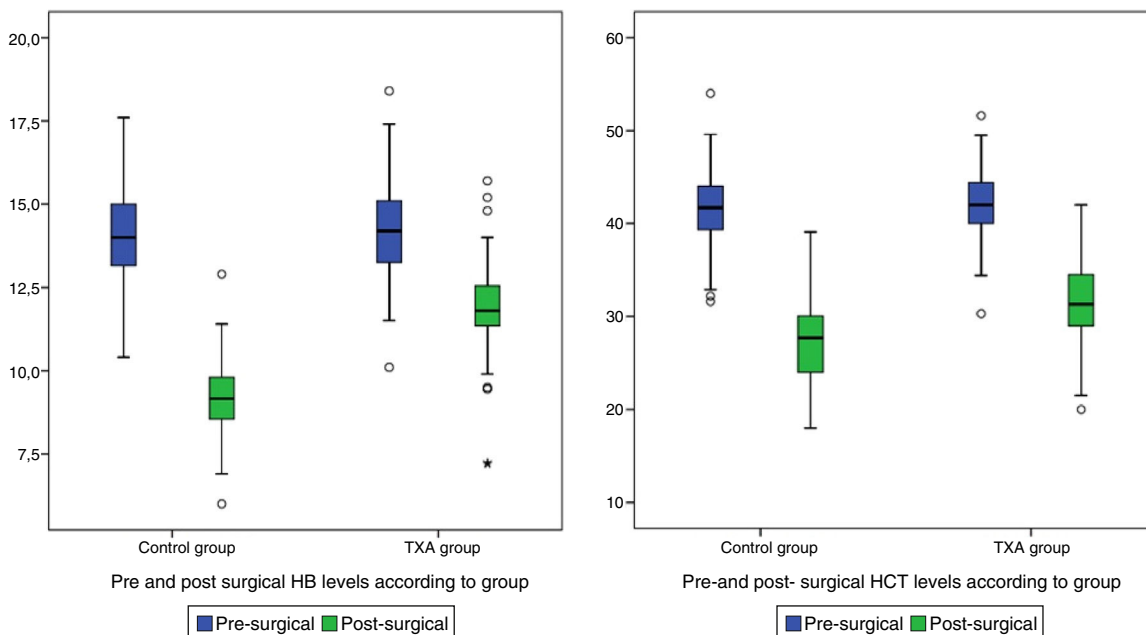 20,0
17,5
15,0
12,5
10,0
7,5
Control group TXA group
Pre and post surgical HB levels according to group
Pre-surgical Post-surgical
60
50
40
30
20
10
Control group TXA group
Pre-and post- surgical HCT levels according to group
Pre-surgical Post-surgical